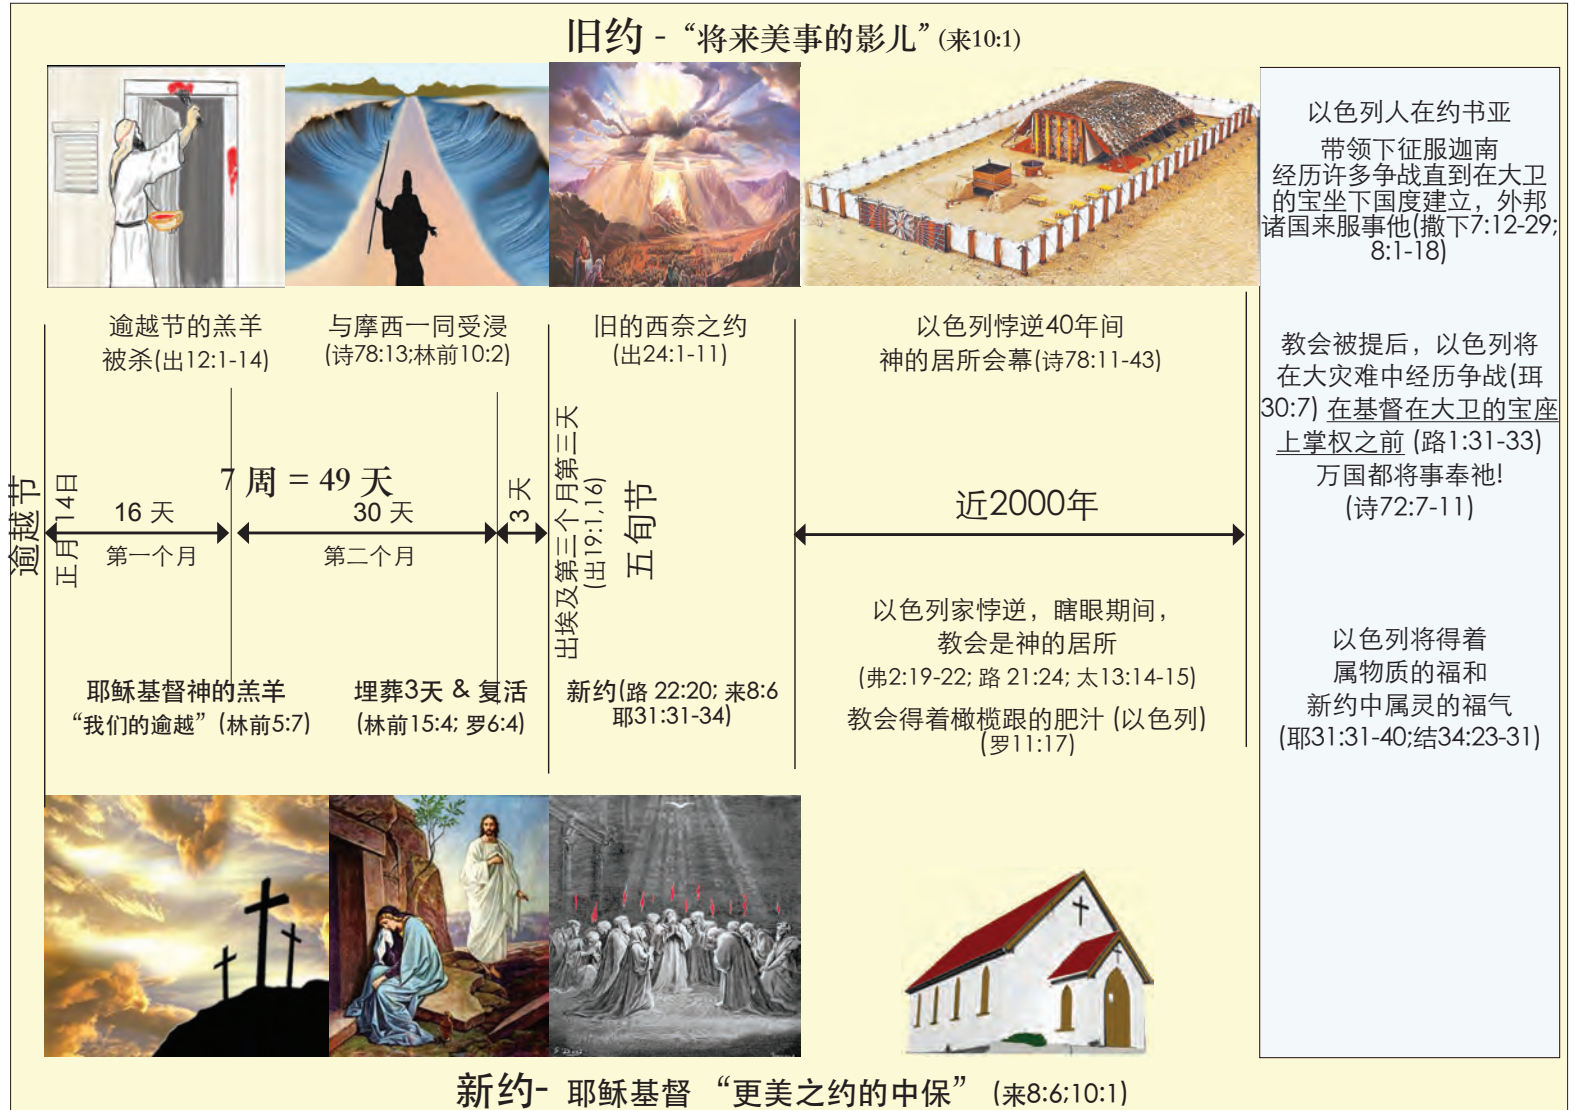 旧约 - “将来美事的影儿” (来10:1)
逾越节的羔羊
被杀(出12:1-14)
与摩西一同受浸
(诗78:13;林前10:2)
旧的西奈之约
(出24:1-11)
以色列悖逆40年间
神的居所会幕(诗78:11-43)
以色列人在约书亚
带领下征服迦南
经历许多争战直到在大卫
的宝坐下国度建立，外邦
诸国来服事他(撒下7:12-29;
8:1-18)
教会被提后，以色列将
在大灾难中经历争战(珥
30:7) 在基督在大卫的宝座
上掌权之前 (路1:31-33)
万国都将事奉祂!
(诗72:7-11)
以色列将得着
属物质的福和
新约中属灵的福气
(耶31:31-40;结34:23-31)
逾越节
正月 14日
7 周 = 49 天
16 天
第一个月
30 天
第二个月
3 天
出埃及第三个月第三天
(出19:1,16)
五旬节
近2000年
耶稣基督神的羔羊
“我们的逾越” (林前5:7)
埋葬3天 & 复活
(林前15:4; 罗6:4)
新约(路 22:20; 来8:6
耶31:31-34)
以色列家悖逆，瞎眼期间，
教会是神的居所
(弗2:19-22; 路 21:24; 太13:14-15)
教会得着橄榄跟的肥汁 (以色列)
(罗11:17)
新约- 耶稣基督 “更美之约的中保” (来8:6;10:1)